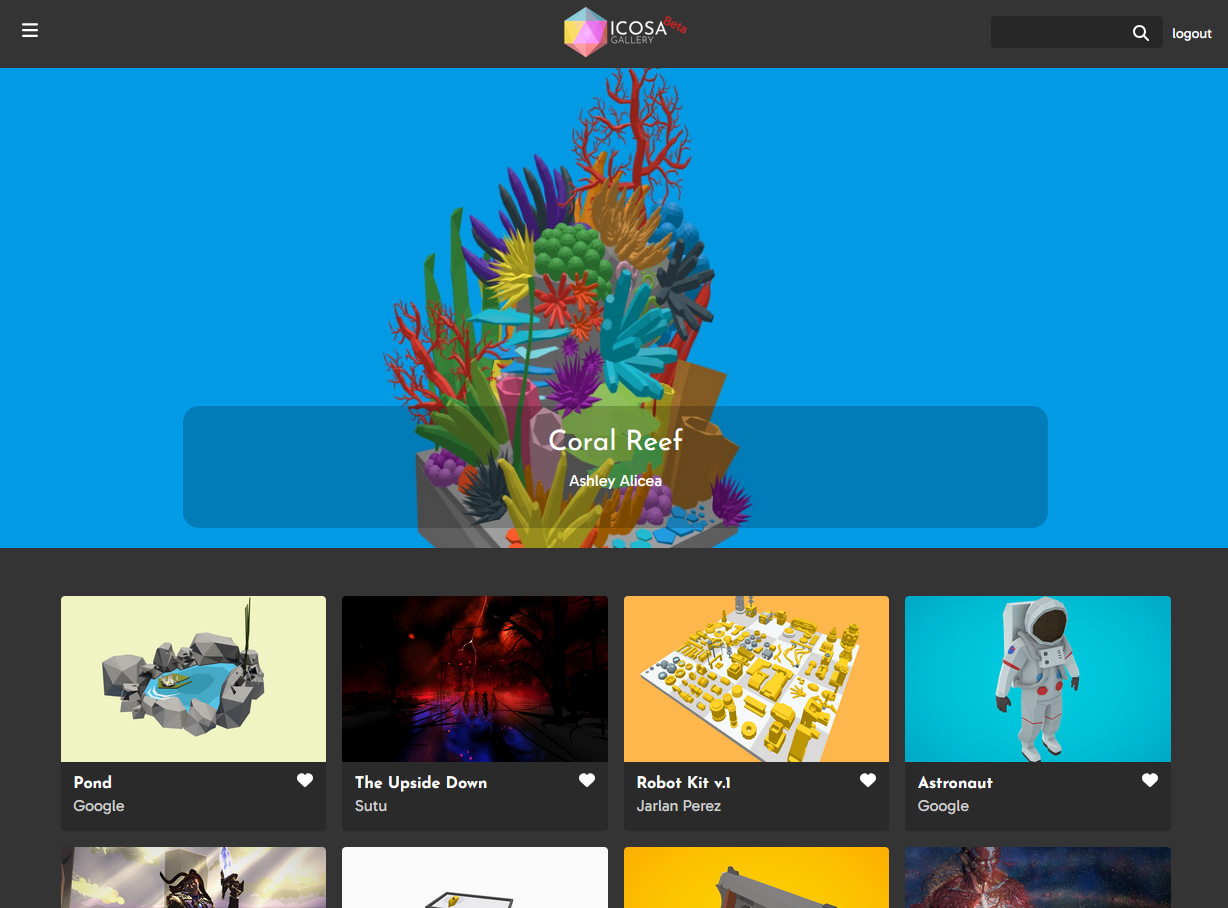 ICOSA
GALLERY
Beta
logout
Coral Reef
Ashley Alicea
Pond
Google
The Upside Down
Sutu
Robot Kit v.1
Jarlan Perez
Astronaut
Google